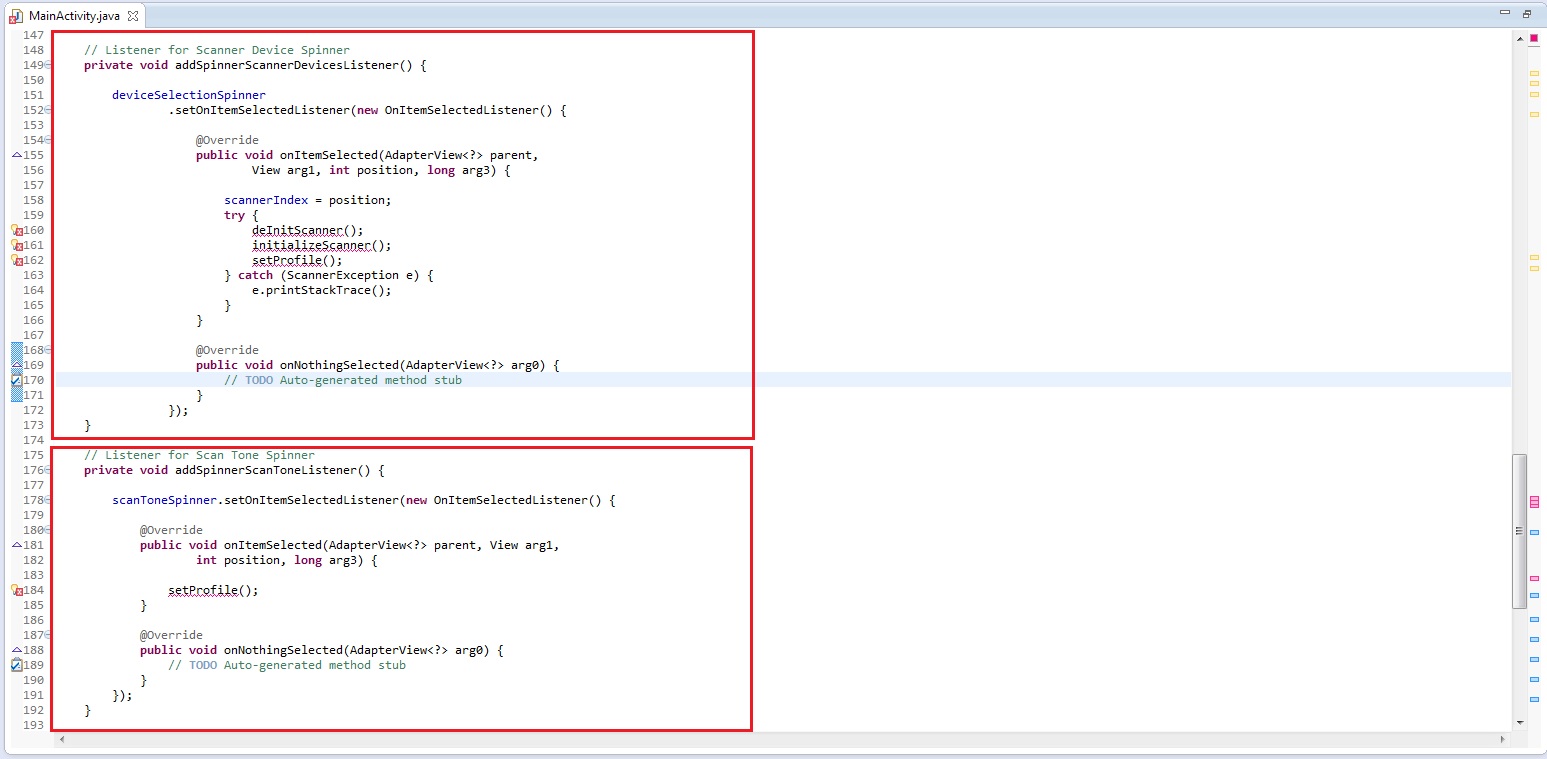 MainActivity.java
147
148 // Listener for Scanner Device Spinner
149 private void addSpinnerScannerDevicesListener() {
150
151 deviceSelectionSpinner
152 .setOnItemSelectedListener(new OnItemSelectedListener() {
153
154 @Override
155 public void onItemSelected(AdapterView<?> parent,
156 View arg1, int position, long arg3) {
157
158 scannerIndex = position;
159 try {
160 deInitScanner();
161 initializeScanner();
162 setProfile();
163 } catch (ScannerException e) {
164 e.printStackTrace();
165 }
166 }
167
168 @Override
169 public void onNothingSelected(AdapterView<?> arg0) {
170 // TODO Auto-generated method stub
171 }
172 });
173 }
174
175 // Listener for Scan Tone Spinner
176 private void addSpinnerScanToneListener() {
177
178 scanToneSpinner.setOnItemSelectedListener(new OnItemSelectedListener() {
179
180 @Override
181 public void onItemSelected(AdapterView<?> parent, View arg1,
182 int position, long arg3) {
183
184 setProfile();
185 }
186
187 @Override
188 public void onNothingSelected(AdapterView<?> arg0) {
189 // TODO Auto-generated method stub
190 }
191 });
192 }
193